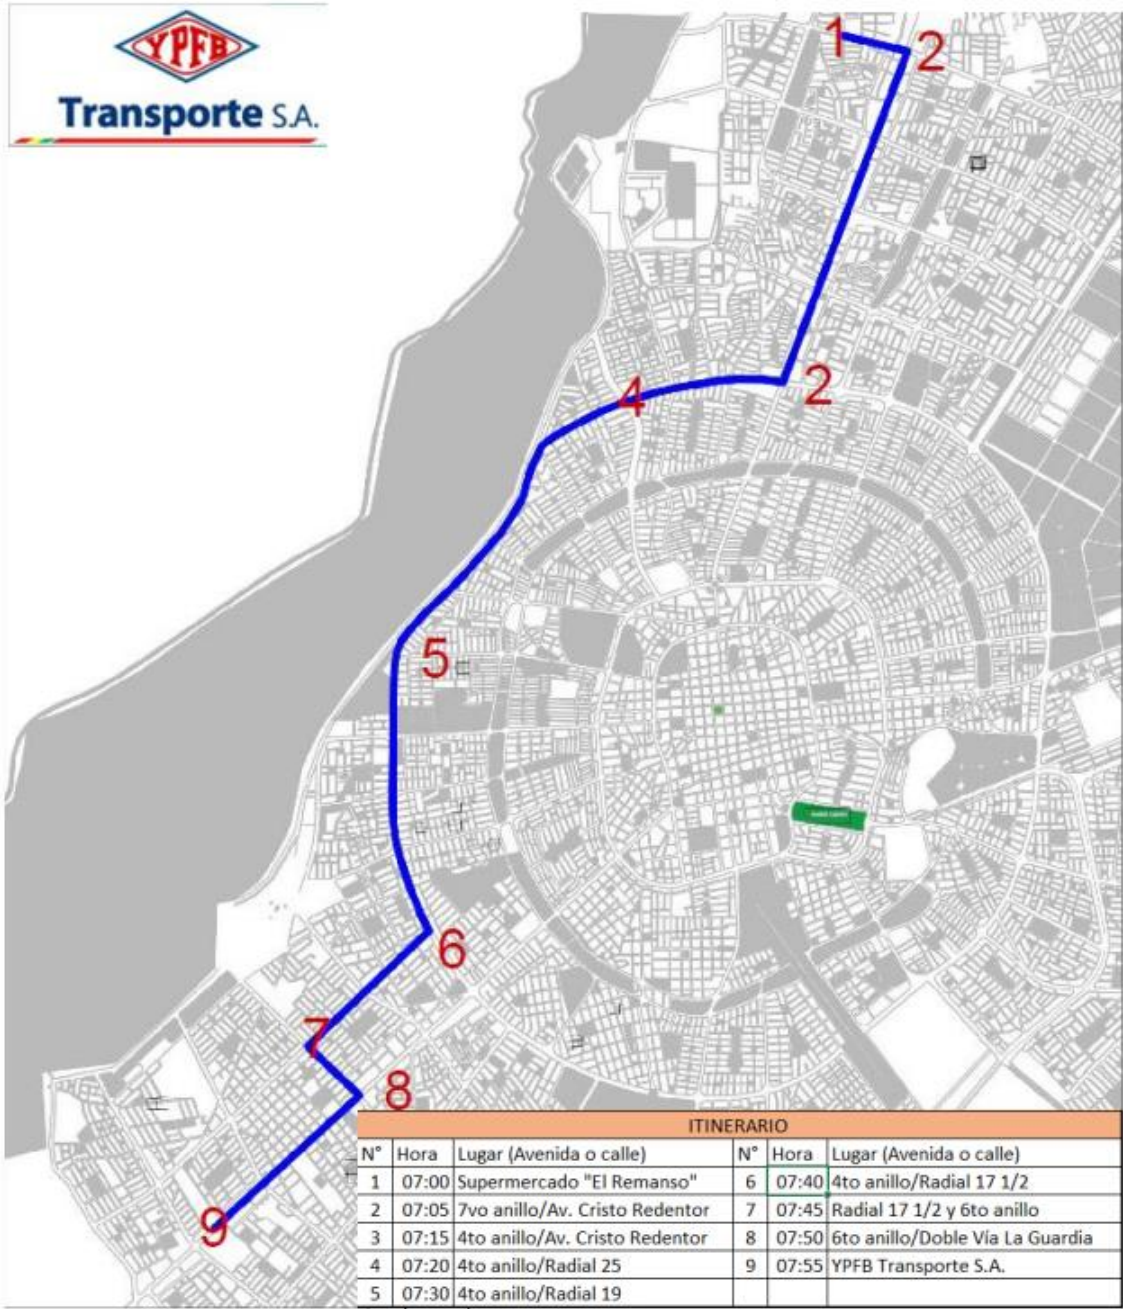 YPFB
Transporte S.A.
1
2
2
4
5
6
7
8
9
ITINERARIO
N° Hora Lugar (Avenida o calle) N° Hora Lugar (Avenida o calle)
1 07:00 Supermercado "El Remanso" 6 07:40 4to anillo/Radial 17 1/2
2 07:05 7vo anillo/Av. Cristo Redentor 7 07:45 Radial 17 1/2 y 6to anillo
3 07:15 4to anillo/Av. Cristo Redentor 8 07:50 6to anillo/Doble Vía La Guardia
4 07:20 4to anillo/Radial 25 9 07:55 YPFB Transporte S.A.
5 07:30 4to anillo/Radial 19